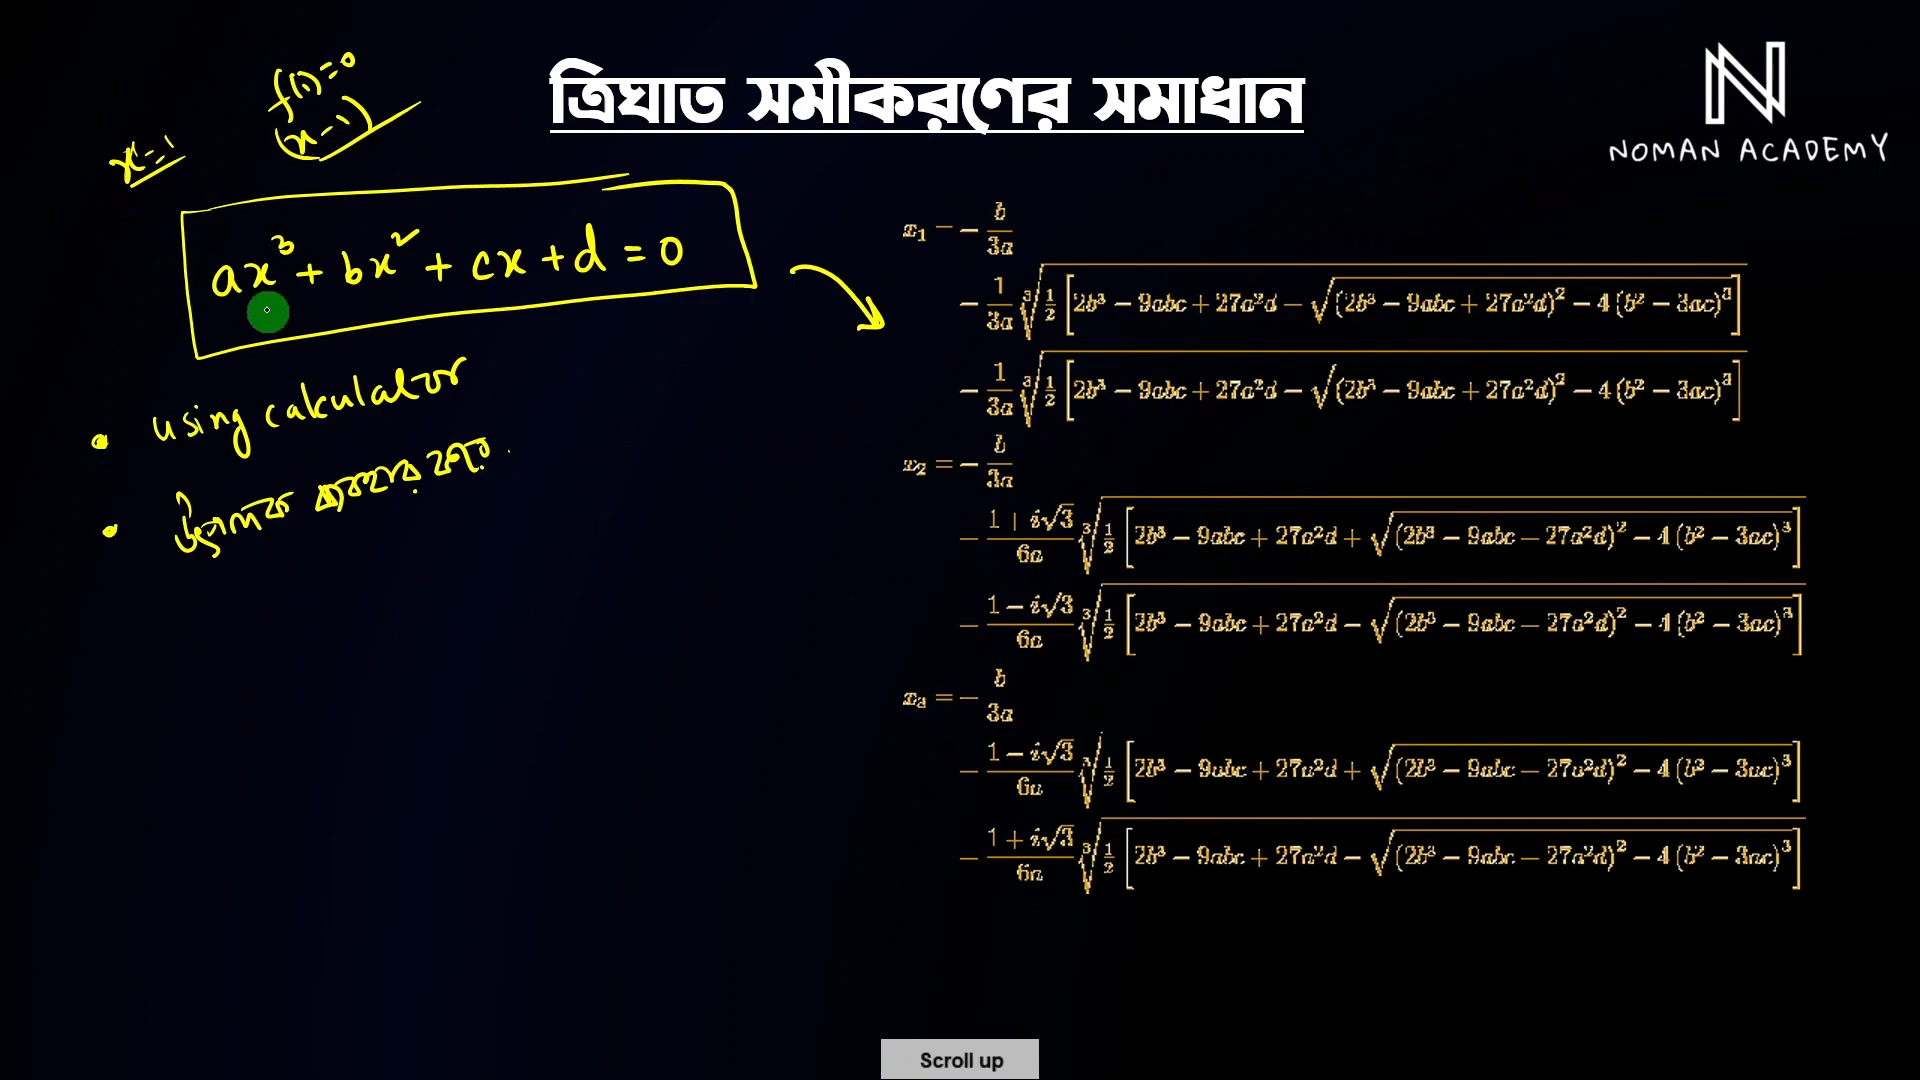 ত্রিঘাত সমীকরণের সমাধান
NOMAN ACADEMY
f(1)=0
(x-1)
x=1
ax³ + bx² + cx + d = 0
• using calculator
• ব্যবহার করে
x₁ = − b/3a
− 1/3a ∛(½ [2b³ − 9abc + 27a²d − √((2b³ − 9abc + 27a²d)² − 4(b² − 3ac)³)])
− 1/3a ∛(½ [2b³ − 9abc + 27a²d − √((2b³ − 9abc + 27a²d)² − 4(b² − 3ac)³)])
x₂ = − b/3a
− (1 + i√3)/6a ∛(½ [2b³ − 9abc + 27a²d + √((2b³ − 9abc − 27a²d)² − 4(b² − 3ac)³)])
− (1 − i√3)/6a ∛(½ [2b³ − 9abc + 27a²d − √((2b³ − 9abc − 27a²d)² − 4(b² − 3ac)³)])
x₃ = − b/3a
− (1 − i√3)/6a ∛(½ [2b³ − 9abc + 27a²d + √((2b³ − 9abc − 27a²d)² − 4(b² − 3ac)³)])
− (1 + i√3)/6a ∛(½ [2b³ − 9abc + 27a²d − √((2b³ − 9abc − 27a²d)² − 4(b² − 3ac)³)])
Scroll up